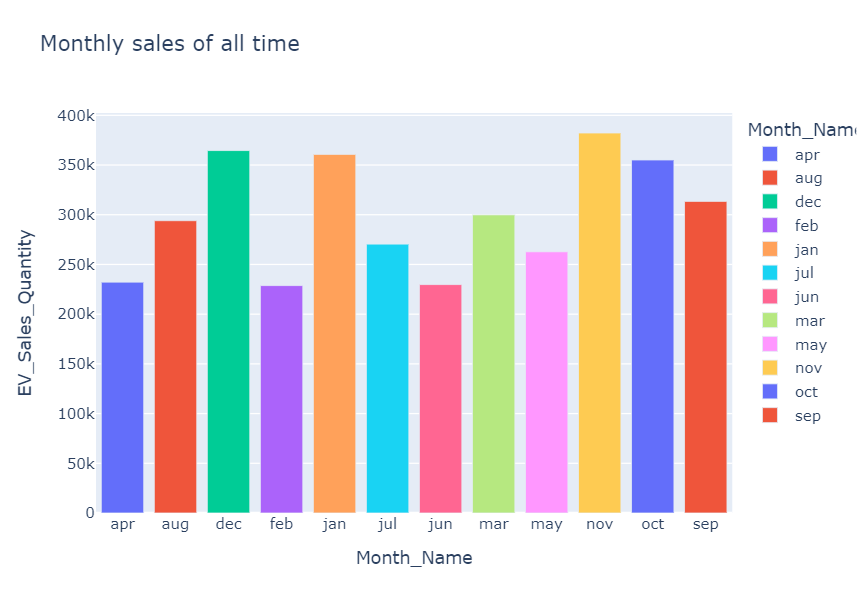 Monthly sales of all time
EV_Sales_Quantity
400k
350k
300k
250k
200k
150k
100k
50k
0
apr aug dec feb jan jul jun mar may nov oct sep
Month_Name
Month_Name
apr
aug
dec
feb
jan
jul
jun
mar
may
nov
oct
sep